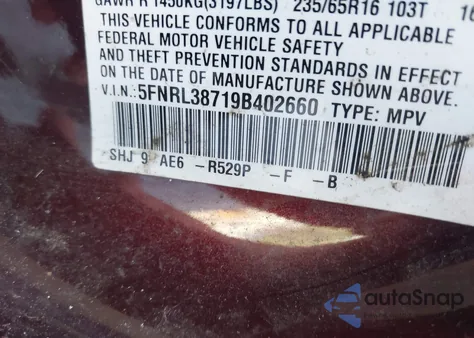 GAWR R 1450KG(3197LBS) 235/65R16 103T 16
THIS VEHICLE CONFORMS TO ALL APPLICABLE
FEDERAL MOTOR VEHICLE SAFETY
AND THEFT PREVENTION STANDARDS IN EFFECT
ON THE DATE OF MANUFACTURE SHOWN ABOVE.
V.I.N.:5FNRL38719B402660 TYPE: MPV
SHJ 9 AE6 -R529P -F -B
autoSnap